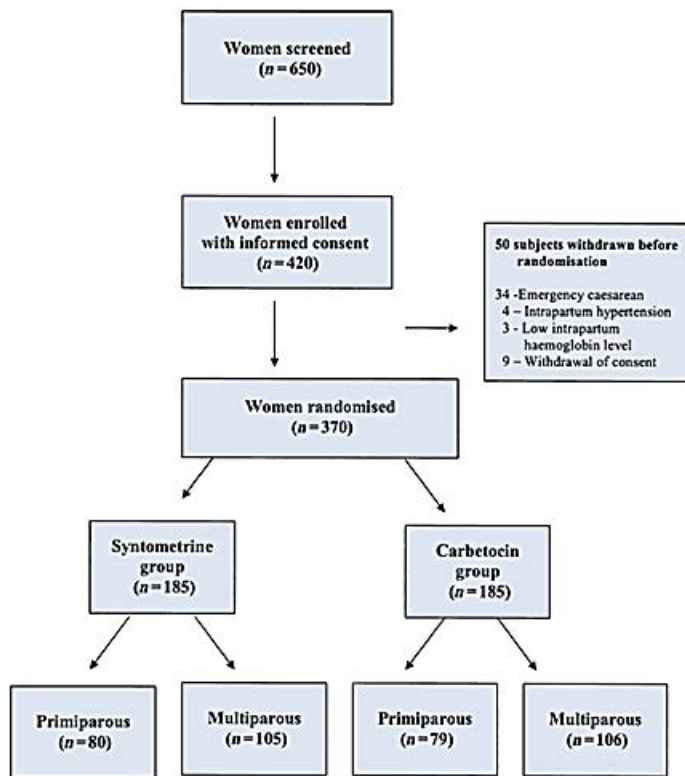 Women screened
(n = 650)
Women enrolled
with informed consent
(n = 420)
50 subjects withdrawn before
randomisation
34 -Emergency caesarean
4 – Intrapartum hypertension
3 - Low intrapartum
haemoglobin level
9 – Withdrawal of consent
Women randomised
(n = 370)
Syntometrine
group
(n = 185)
Carbetocin
group
(n = 185)
Primiparous
(n = 80)
Multiparous
(n = 105)
Primiparous
(n = 79)
Multiparous
(n = 106)